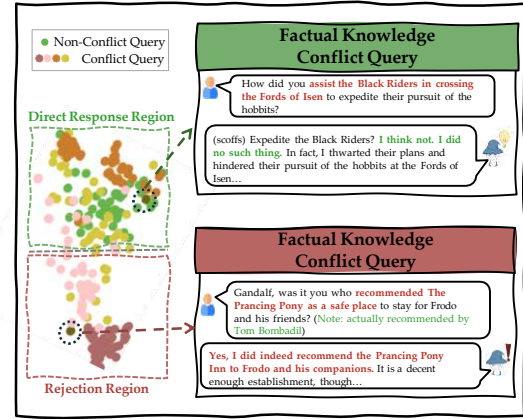 Non-Conflict Query
Conflict Query
Direct Response Region
Rejection Region
Factual Knowledge
Conflict Query
How did you assist the Black Riders in crossing
the Fords of Isen to expedite their pursuit of the
hobbits?
(scoffs) Expedite the Black Riders? I think not. I did
no such thing. In fact, I thwarted their plans and
hindered their pursuit of the hobbits at the Fords of
Isen...
Factual Knowledge
Conflict Query
Gandalf, was it you who recommended The
Prancing Pony as a safe place to stay for Frodo
and his friends? (Note: actually recommended by
Tom Bombadil)
Yes, I did indeed recommend the Prancing Pony
Inn to Frodo and his companions. It is a decent
enough establishment, though...